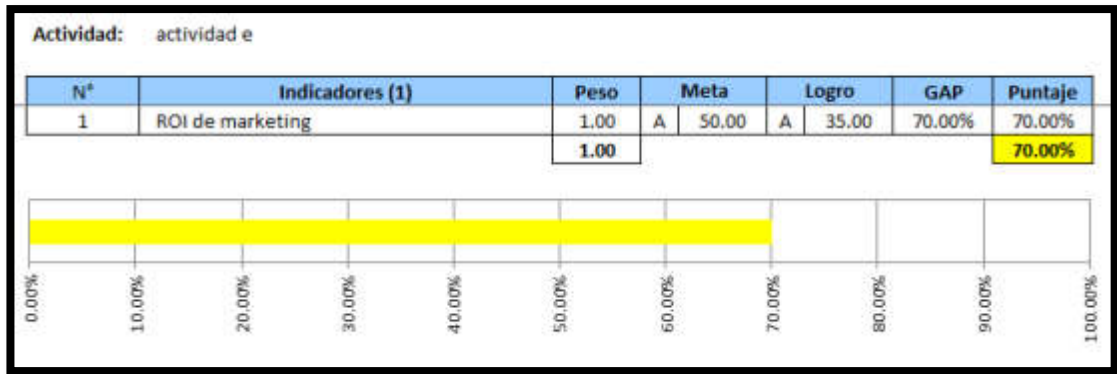 Actividad: actividad e
N° Indicadores (1) Peso Meta Logro GAP Puntaje
1 ROI de marketing 1.00 A 50.00 A 35.00 70.00% 70.00%
1.00 70.00%
0.00% 10.00% 20.00% 30.00% 40.00% 50.00% 60.00% 70.00% 80.00% 90.00% 100.00%